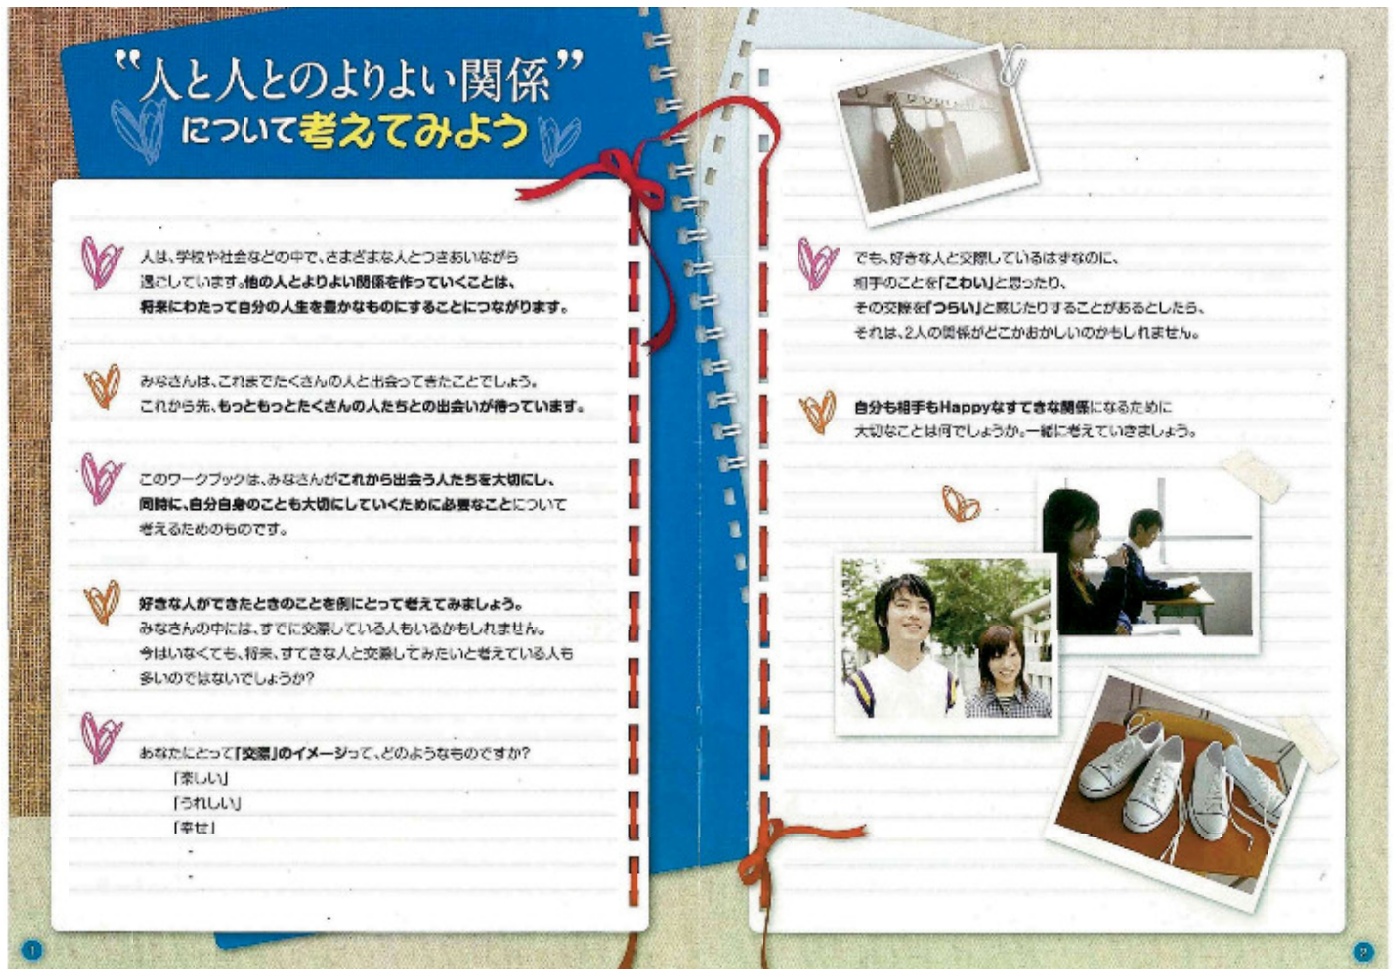 “人と人とのよりよい関係”
について考えてみよう
人は、学校や社会などの中で、さまざまな人とつきあいながら
過ごしています。他の人とよりよい関係を作っていくことは、
将来にわたって自分の人生を豊かなものにすることにつながります。
みなさんは、これまでたくさんの人と出会ってきたことでしょう。
これから先、もっともっとたくさんの人たちとの出会いが待っています。
このワークブックは、みなさんがこれから出会う人たちを大切にし、
同時に、自分自身のことも大切にしていくために必要なことについて
考えるためのものです。
好きな人ができたときのことを例にとって考えてみましょう。
みなさんの中には、すでに交際している人もいるかもしれません。
今はいなくても、将来、すてきな人と交際してみたいと考えている人も
多いのではないでしょうか?
あなたにとって「交際」のイメージって、どのようなものですか?
「楽しい」
「うれしい」
「幸せ」
・
・
1
でも、好きな人と交際しているはずなのに、
相手のことを「こわい」と思ったり、
その交際を「つらい」と感じたりすることがあるとしたら、
それは、2人の関係がどこかおかしいのかもしれません。
自分も相手もHappyなすてきな関係になるために
大切なことは何でしょうか。一緒に考えていきましょう。
2